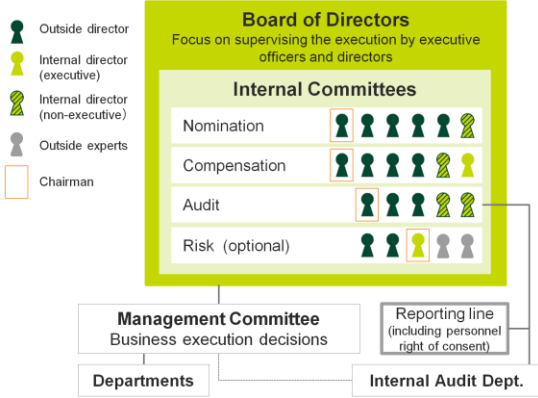 Outside director
Internal director
(executive)
Internal director
(non-executive)
Outside experts
Chairman
Board of Directors
Focus on supervising the execution by executive
officers and directors
Internal Committees
Nomination
Compensation
Audit
Risk (optional)
Management Committee
Business execution decisions
Reporting line
(including personnel
right of consent)
Departments
Internal Audit Dept.